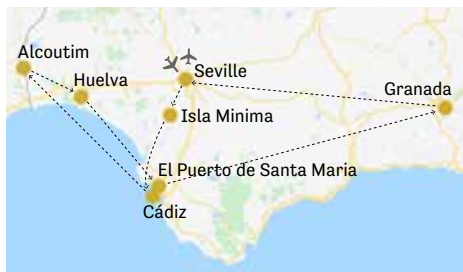 Alcoutim
Huelva
Seville
Granada
Isla Minima
El Puerto de Santa Maria
Cádiz